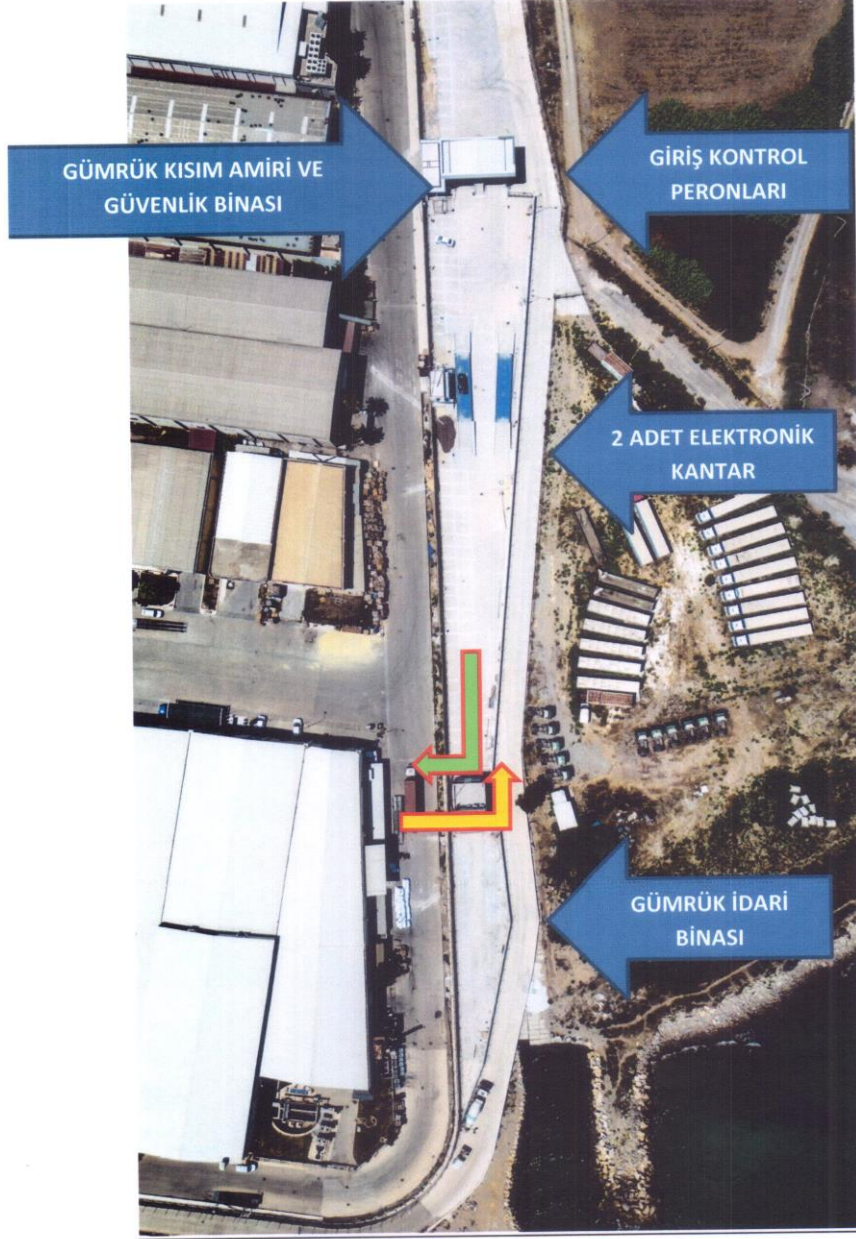 GÜMRÜK KISIM AMİRİ VE
GÜVENLİK BİNASI
GİRİŞ KONTROL
PERONLARI
2 ADET ELEKTRONİK
KANTAR
GÜMRÜK İDARİ
BİNASI